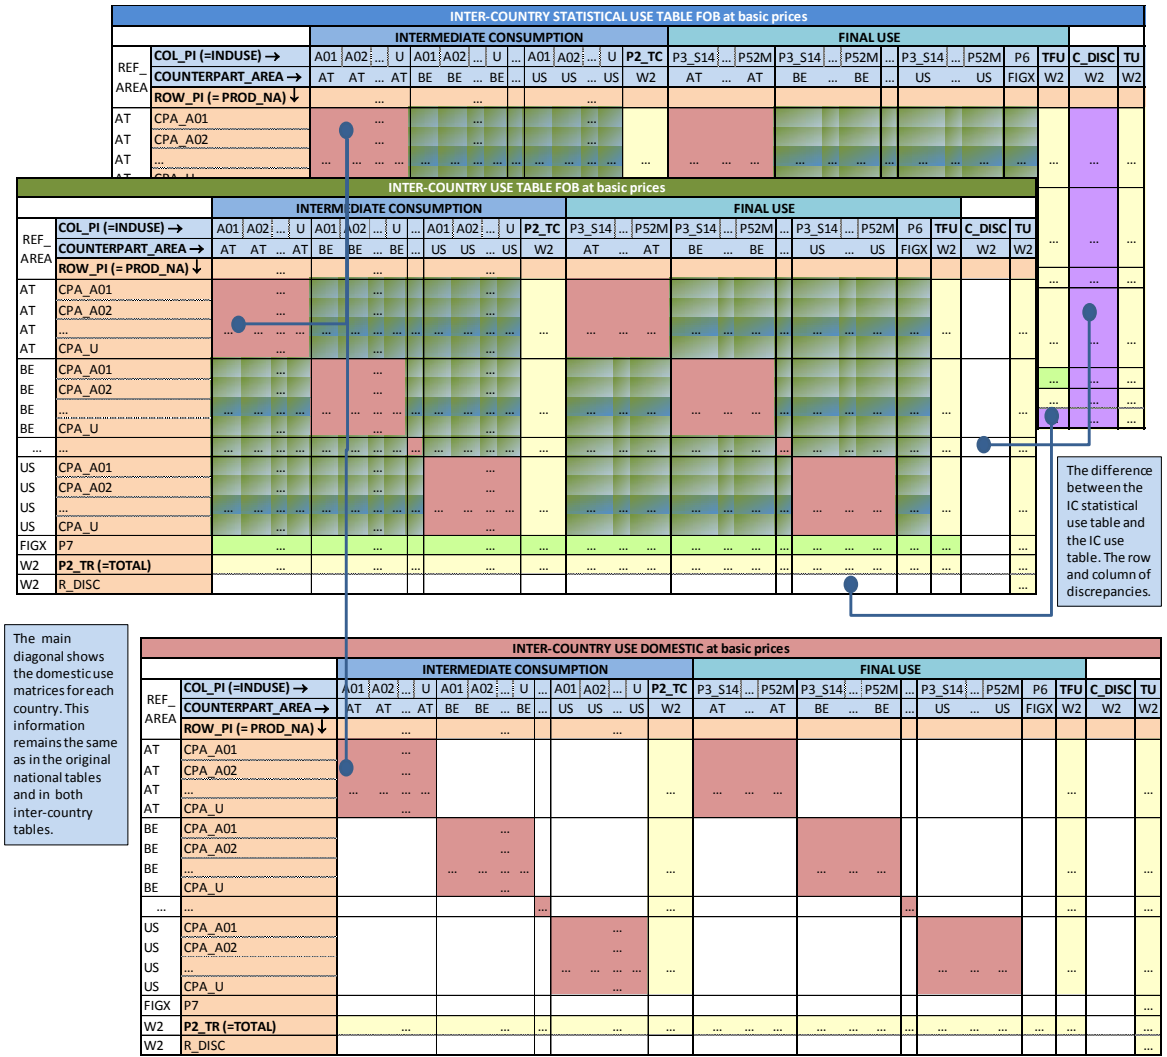 INTER-COUNTRY STATISTICAL USE TABLE FOB at basic prices
INTERMEDIATE CONSUMPTION FINAL USE
REF_ AREA COL_PI (=INDUSE) → A01 A02 ... U A01 A02 ... U ... A01 A02 ... U P2_TC P3_S14 ... P52M P3_S14 ... P52M ... P3_S14 ... P52M P6 TFU C_DISC TU
COUNTERPART_AREA → AT AT ... AT BE BE ... BE ... US US ... US W2 AT ... AT BE ... BE ... US ... US FIGX W2 W2 W2
ROW_PI (= PROD_NA) ↓ ... ... ...
AT CPA_A01 ... ... ...
AT CPA_A02 ... ... ...
AT ... ... ... ... ... ... ... ... ... ... ... ... ... ... ... ... ... ... ... ... ... ... ... ... ... ... ... ...
AT CPA_U
INTER-COUNTRY USE TABLE FOB at basic prices
INTERMEDIATE CONSUMPTION FINAL USE
REF_ AREA COL_PI (=INDUSE) → A01 A02 ... U A01 A02 ... U ... A01 A02 ... U P2_TC P3_S14 ... P52M P3_S14 ... P52M ... P3_S14 ... P52M P6 TFU C_DISC TU
COUNTERPART_AREA → AT AT ... AT BE BE ... BE ... US US ... US W2 AT ... AT BE ... BE ... US ... US FIGX W2 W2 W2
ROW_PI (= PROD_NA) ↓ ... ... ...
AT CPA_A01 ... ... ...
AT CPA_A02 ... ... ...
AT ... ... ... ... ... ... ... ... ... ... ... ... ... ... ... ... ... ... ... ... ... ... ... ... ... ... ...
AT CPA_U ... ... ...
BE CPA_A01 ... ... ...
BE CPA_A02 ... ... ...
BE ... ... ... ... ... ... ... ... ... ... ... ... ... ... ... ... ... ... ... ... ... ... ... ... ... ... ...
BE CPA_U ... ... ...
... ... ... ... ... ... ... ... ... ... ... ... ... ... ... ... ... ... ... ... ... ... ... ... ... ... ... ...
US CPA_A01 ... ... ...
US CPA_A02 ... ... ...
US ... ... ... ... ... ... ... ... ... ... ... ... ... ... ... ... ... ... ... ... ... ... ... ... ... ... ...
US CPA_U ... ... ...
FIGX P7 ... ... ... ... ... ... ... ... ... ... ... ... ... ... ...
W2 P2_TR (=TOTAL) ... ... ... ... ... ... ... ... ... ... ... ... ... ... ... ...
W2 R_DISC ...
The difference
between the
IC statistical
use table and
the IC use
table. The row
and column of
discrepancies.
The main
diagonal shows
the domestic use
matrices for each
country. This
information
remains the same
as in the original
national tables
and in both
inter-country
tables.
INTER-COUNTRY USE DOMESTIC at basic prices
INTERMEDIATE CONSUMPTION FINAL USE
REF_ AREA COL_PI (=INDUSE) → A01 A02 ... U A01 A02 ... U ... A01 A02 ... U P2_TC P3_S14 ... P52M P3_S14 ... P52M ... P3_S14 ... P52M P6 TFU C_DISC TU
COUNTERPART_AREA → AT AT ... AT BE BE ... BE ... US US ... US W2 AT ... AT BE ... BE ... US ... US FIGX W2 W2 W2
ROW_PI (= PROD_NA) ↓ ... ... ...
AT CPA_A01 ...
AT CPA_A02 ...
AT ... ... ... ... ... ... ... ... ... ... ...
AT CPA_U ...
BE CPA_A01 ...
BE CPA_A02 ...
BE ... ... ... ... ... ... ... ... ... ... ...
BE CPA_U ...
... ... ... ... ... ... ...
US CPA_A01 ...
US CPA_A02 ...
US ... ... ... ... ... ... ... ... ... ... ...
US CPA_U ...
FIGX P7 ...
W2 P2_TR (=TOTAL) ... ... ... ... ... ... ... ... ... ... ... ... ... ... ... ... ...
W2 R_DISC ...